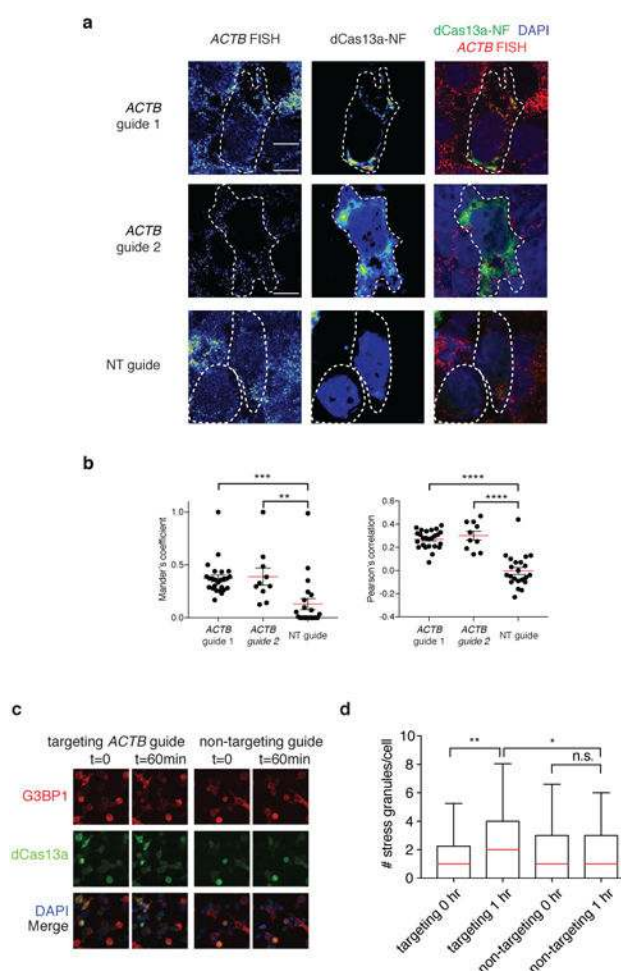 a
ACTB FISH
dCas13a-NF
dCas13a-NF DAPI
ACTB FISH
ACTB
guide 1
ACTB
guide 2
NT guide
b
***
**
Mander's coefficient
1.0
0.5
0.0
ACTB
guide 1
ACTB
guide 2
NT guide
****
****
Pearson's correlation
0.6
0.4
0.2
0.0
-0.2
-0.4
ACTB
guide 1
ACTB
guide 2
NT guide
c
targeting ACTB guide
non-targeting guide
t=0
t=60min
t=0
t=60min
G3BP1
dCas13a
DAPI
Merge
d
**
*
n.s.
# stress granules/cell
10
8
6
4
2
0
targeting 0 hr
targeting 1 hr
non-targeting 0 hr
non-targeting 1 hr